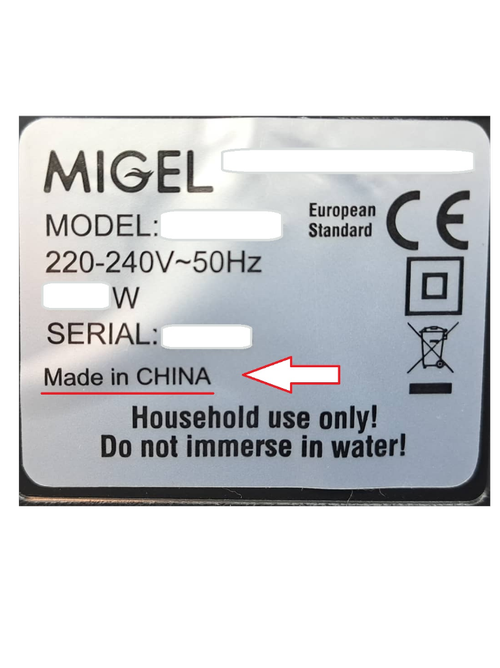 MIGEL
MODEL:
European
Standard
CE
220-240V~50Hz
W
SERIAL:
Made in CHINA
Household use only!
Do not immerse in water!